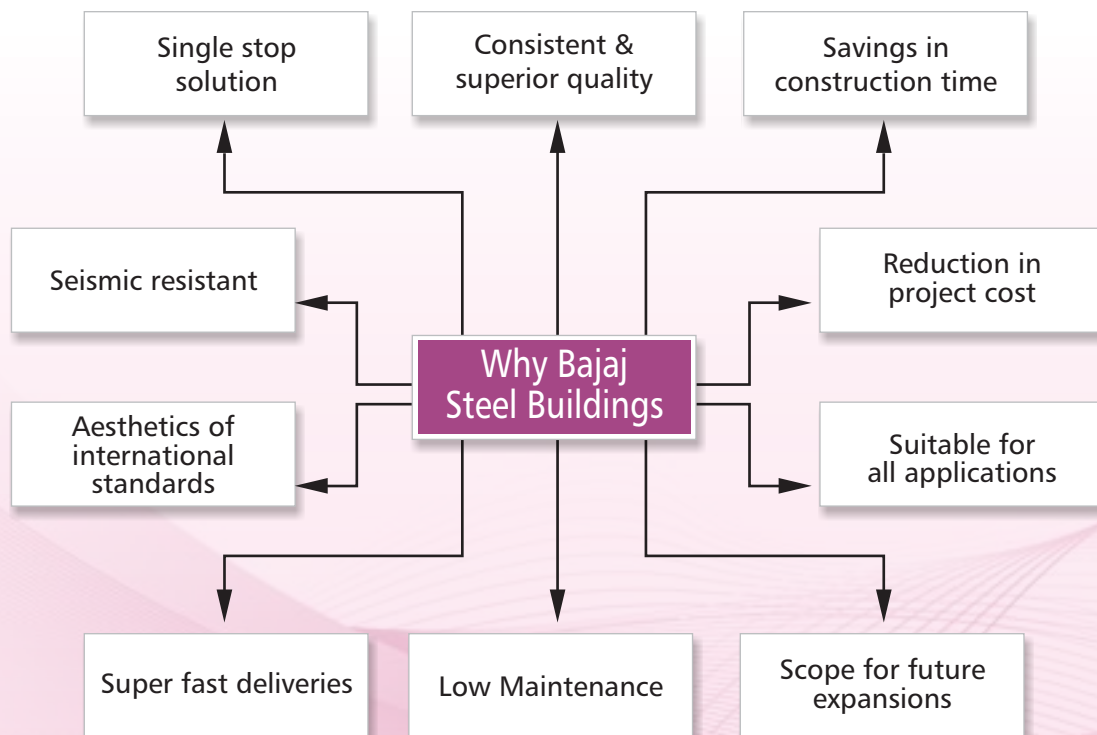 Single stop
solution
Consistent &
superior quality
Savings in
construction time
Seismic resistant
Reduction in
project cost
Why Bajaj
Steel Buildings
Aesthetics of
international
standards
Suitable for
all applications
Super fast deliveries
Low Maintenance
Scope for future
expansions